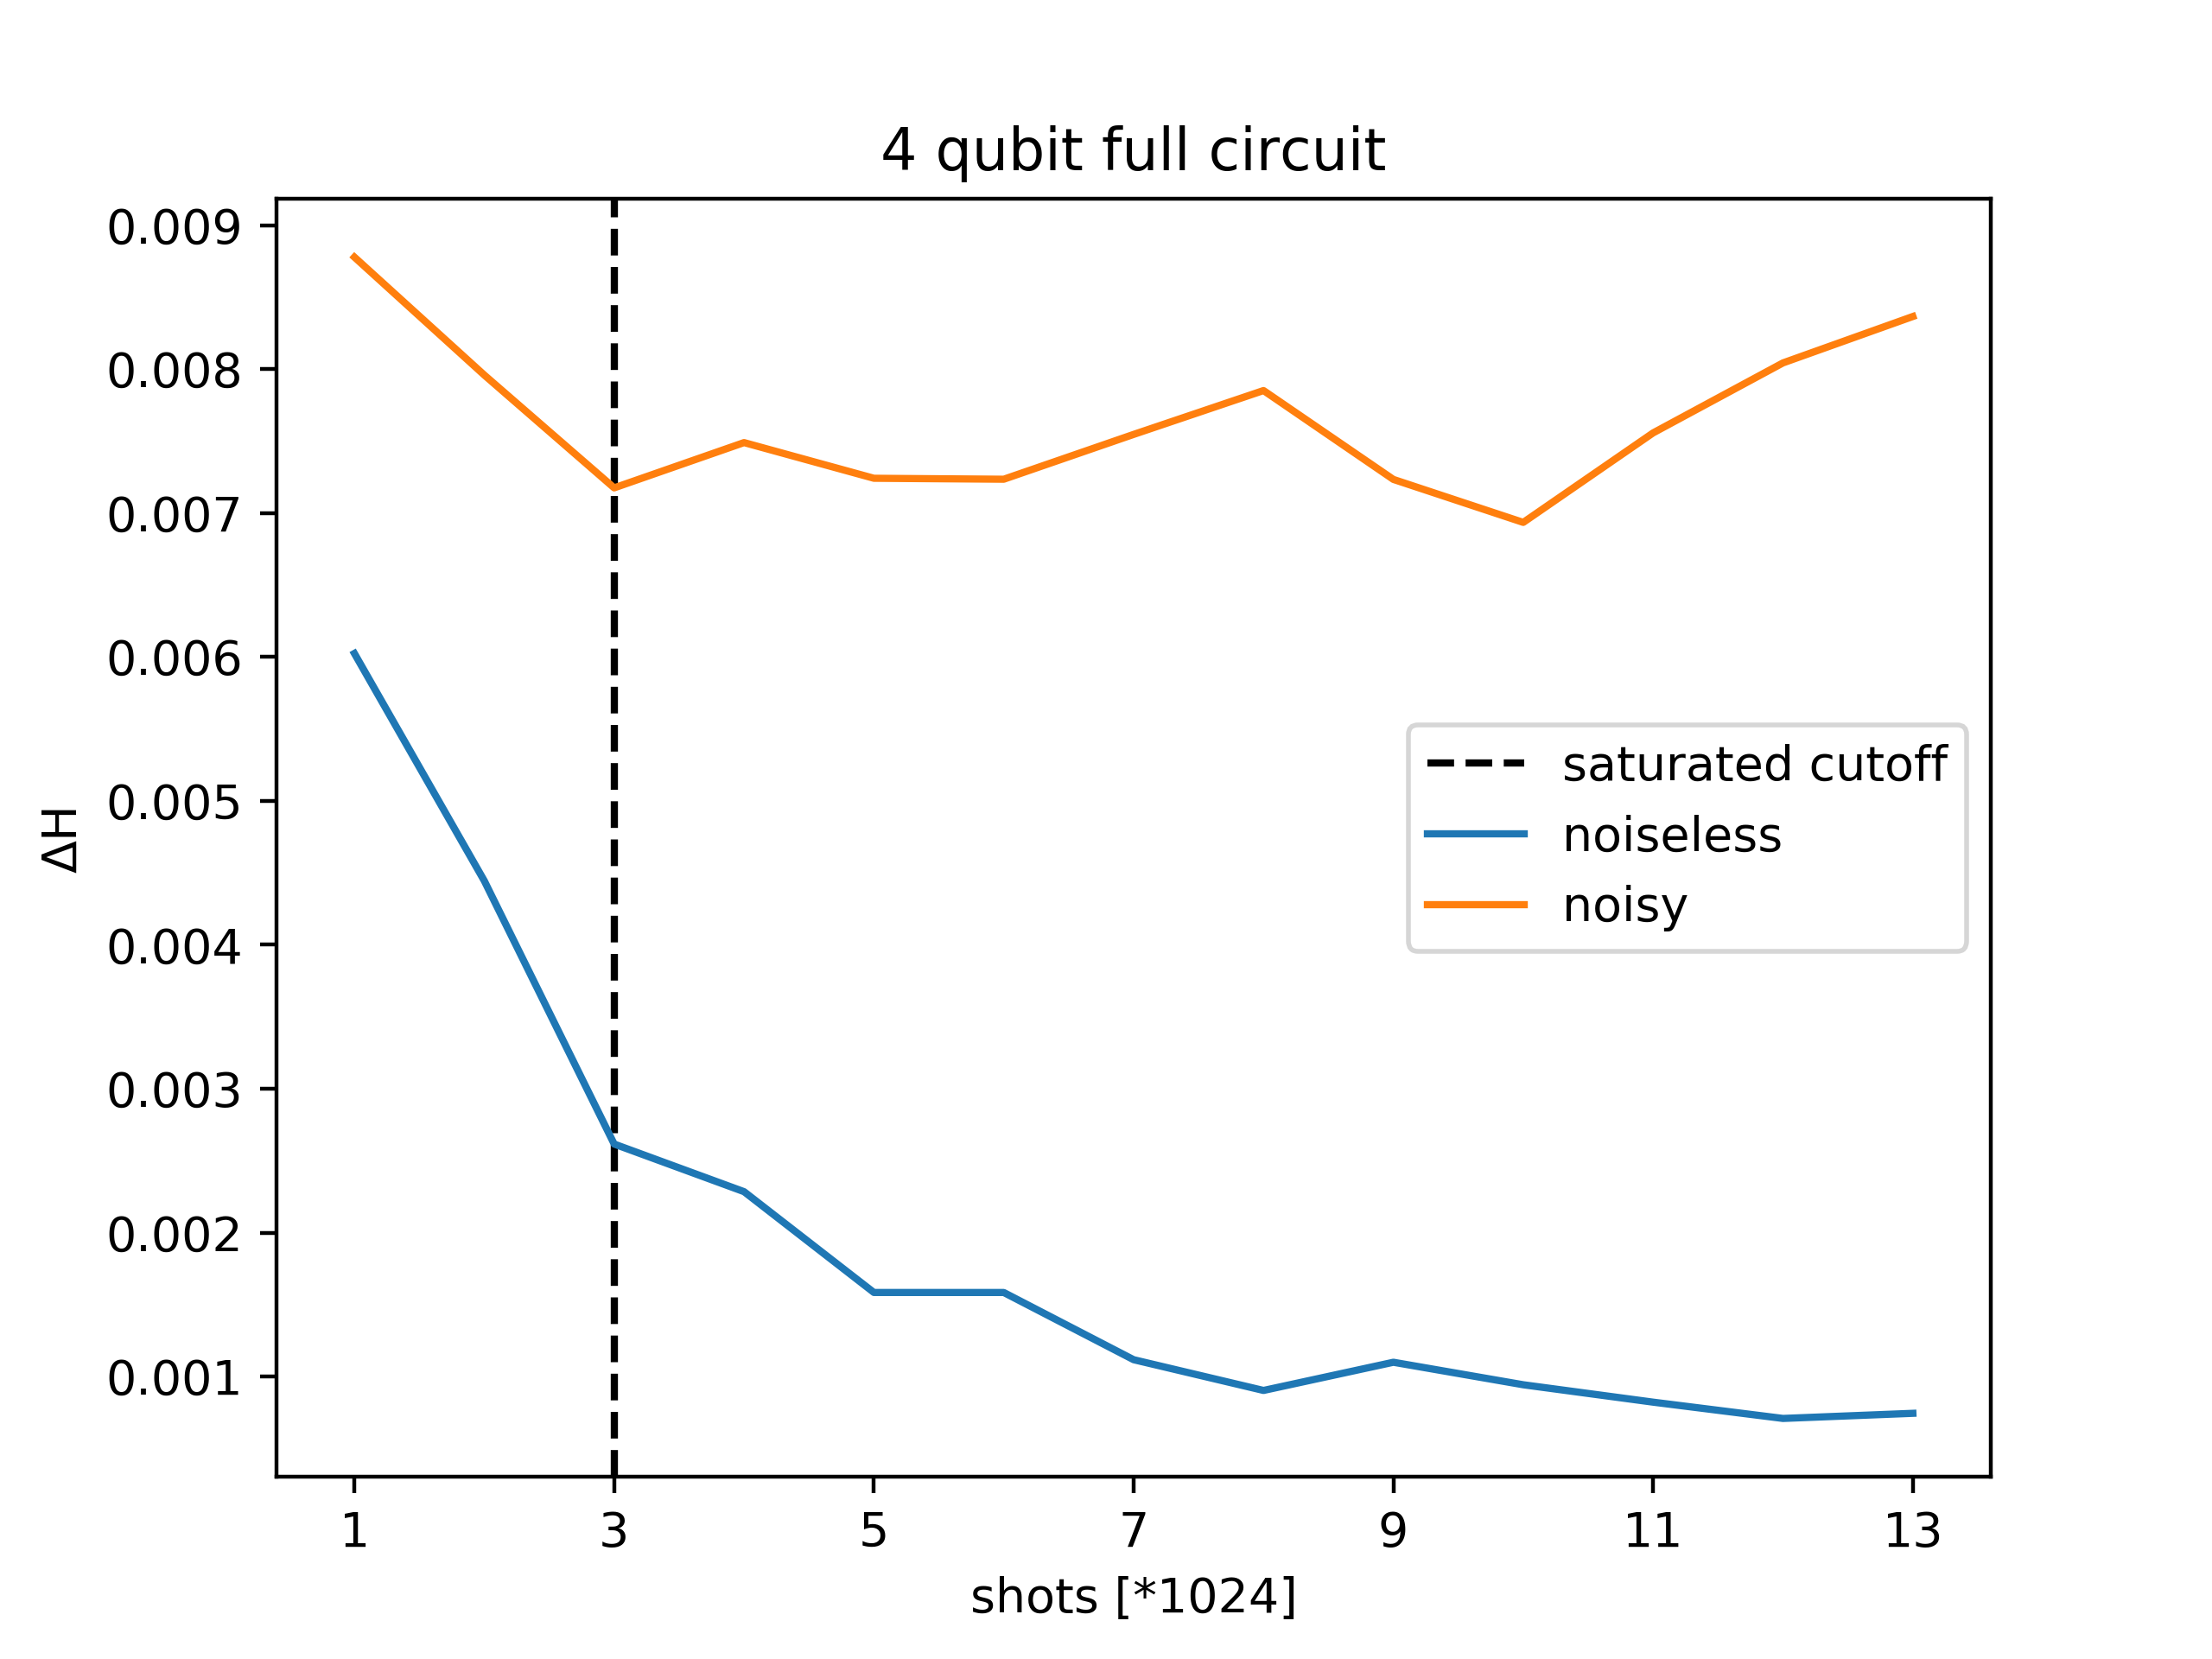 4 qubit full circuit
0.009
0.008
0.007
0.006
0.005
0.004
0.003
0.002
0.001
ΔH
saturated cutoff
noiseless
noisy
1 3 5 7 9 11 13
shots [*1024]